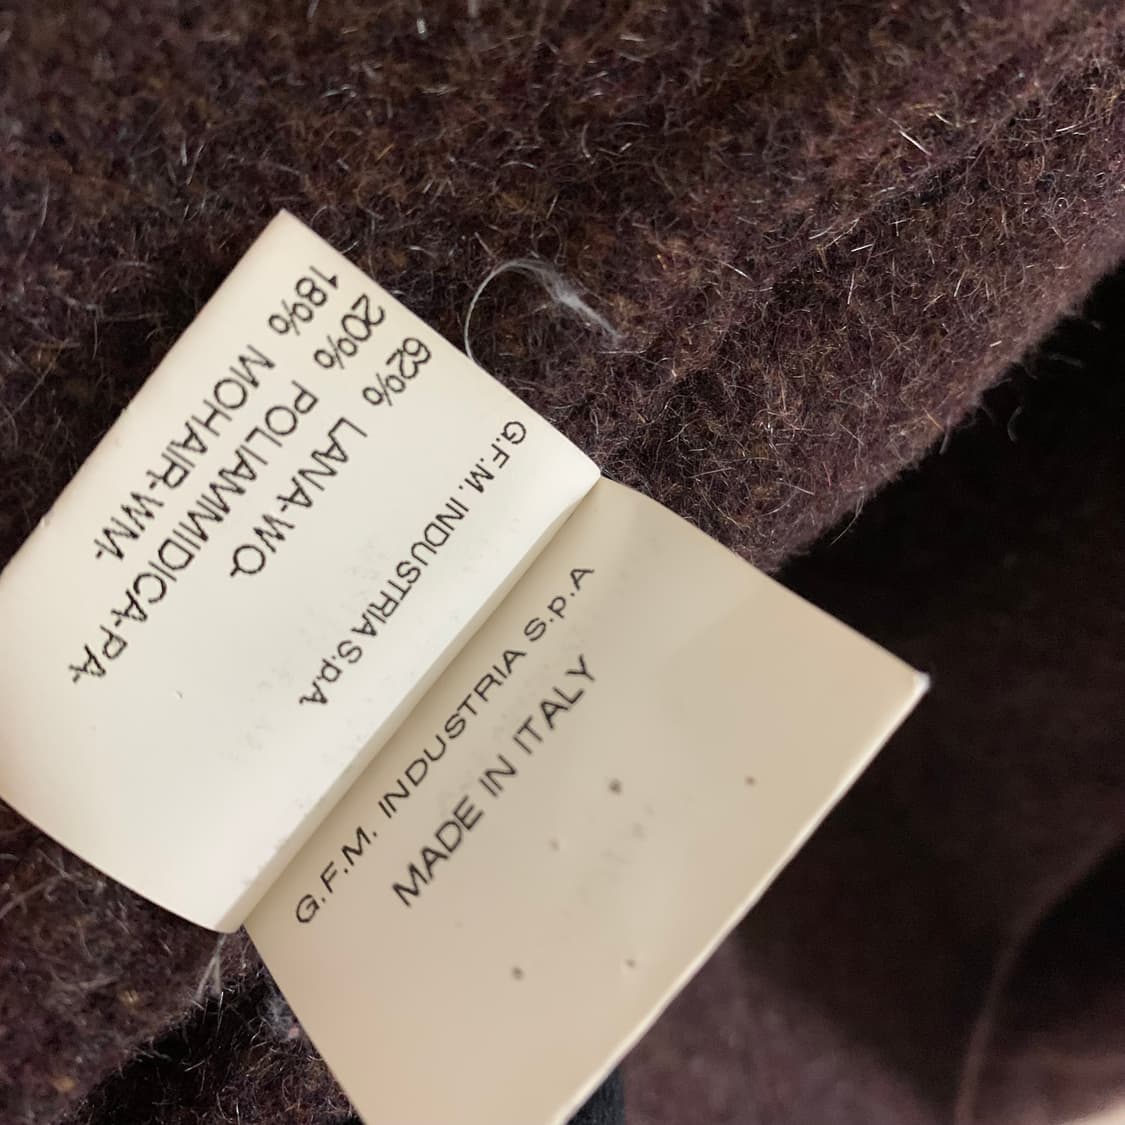 G.F.M. INDUSTRIA S.p.A
62% LANA-WO-
20% POLIAMMIDICA-PA-
18% MOHAIR-WM-
G.F.M. INDUSTRIA S.p.A
MADE IN ITALY